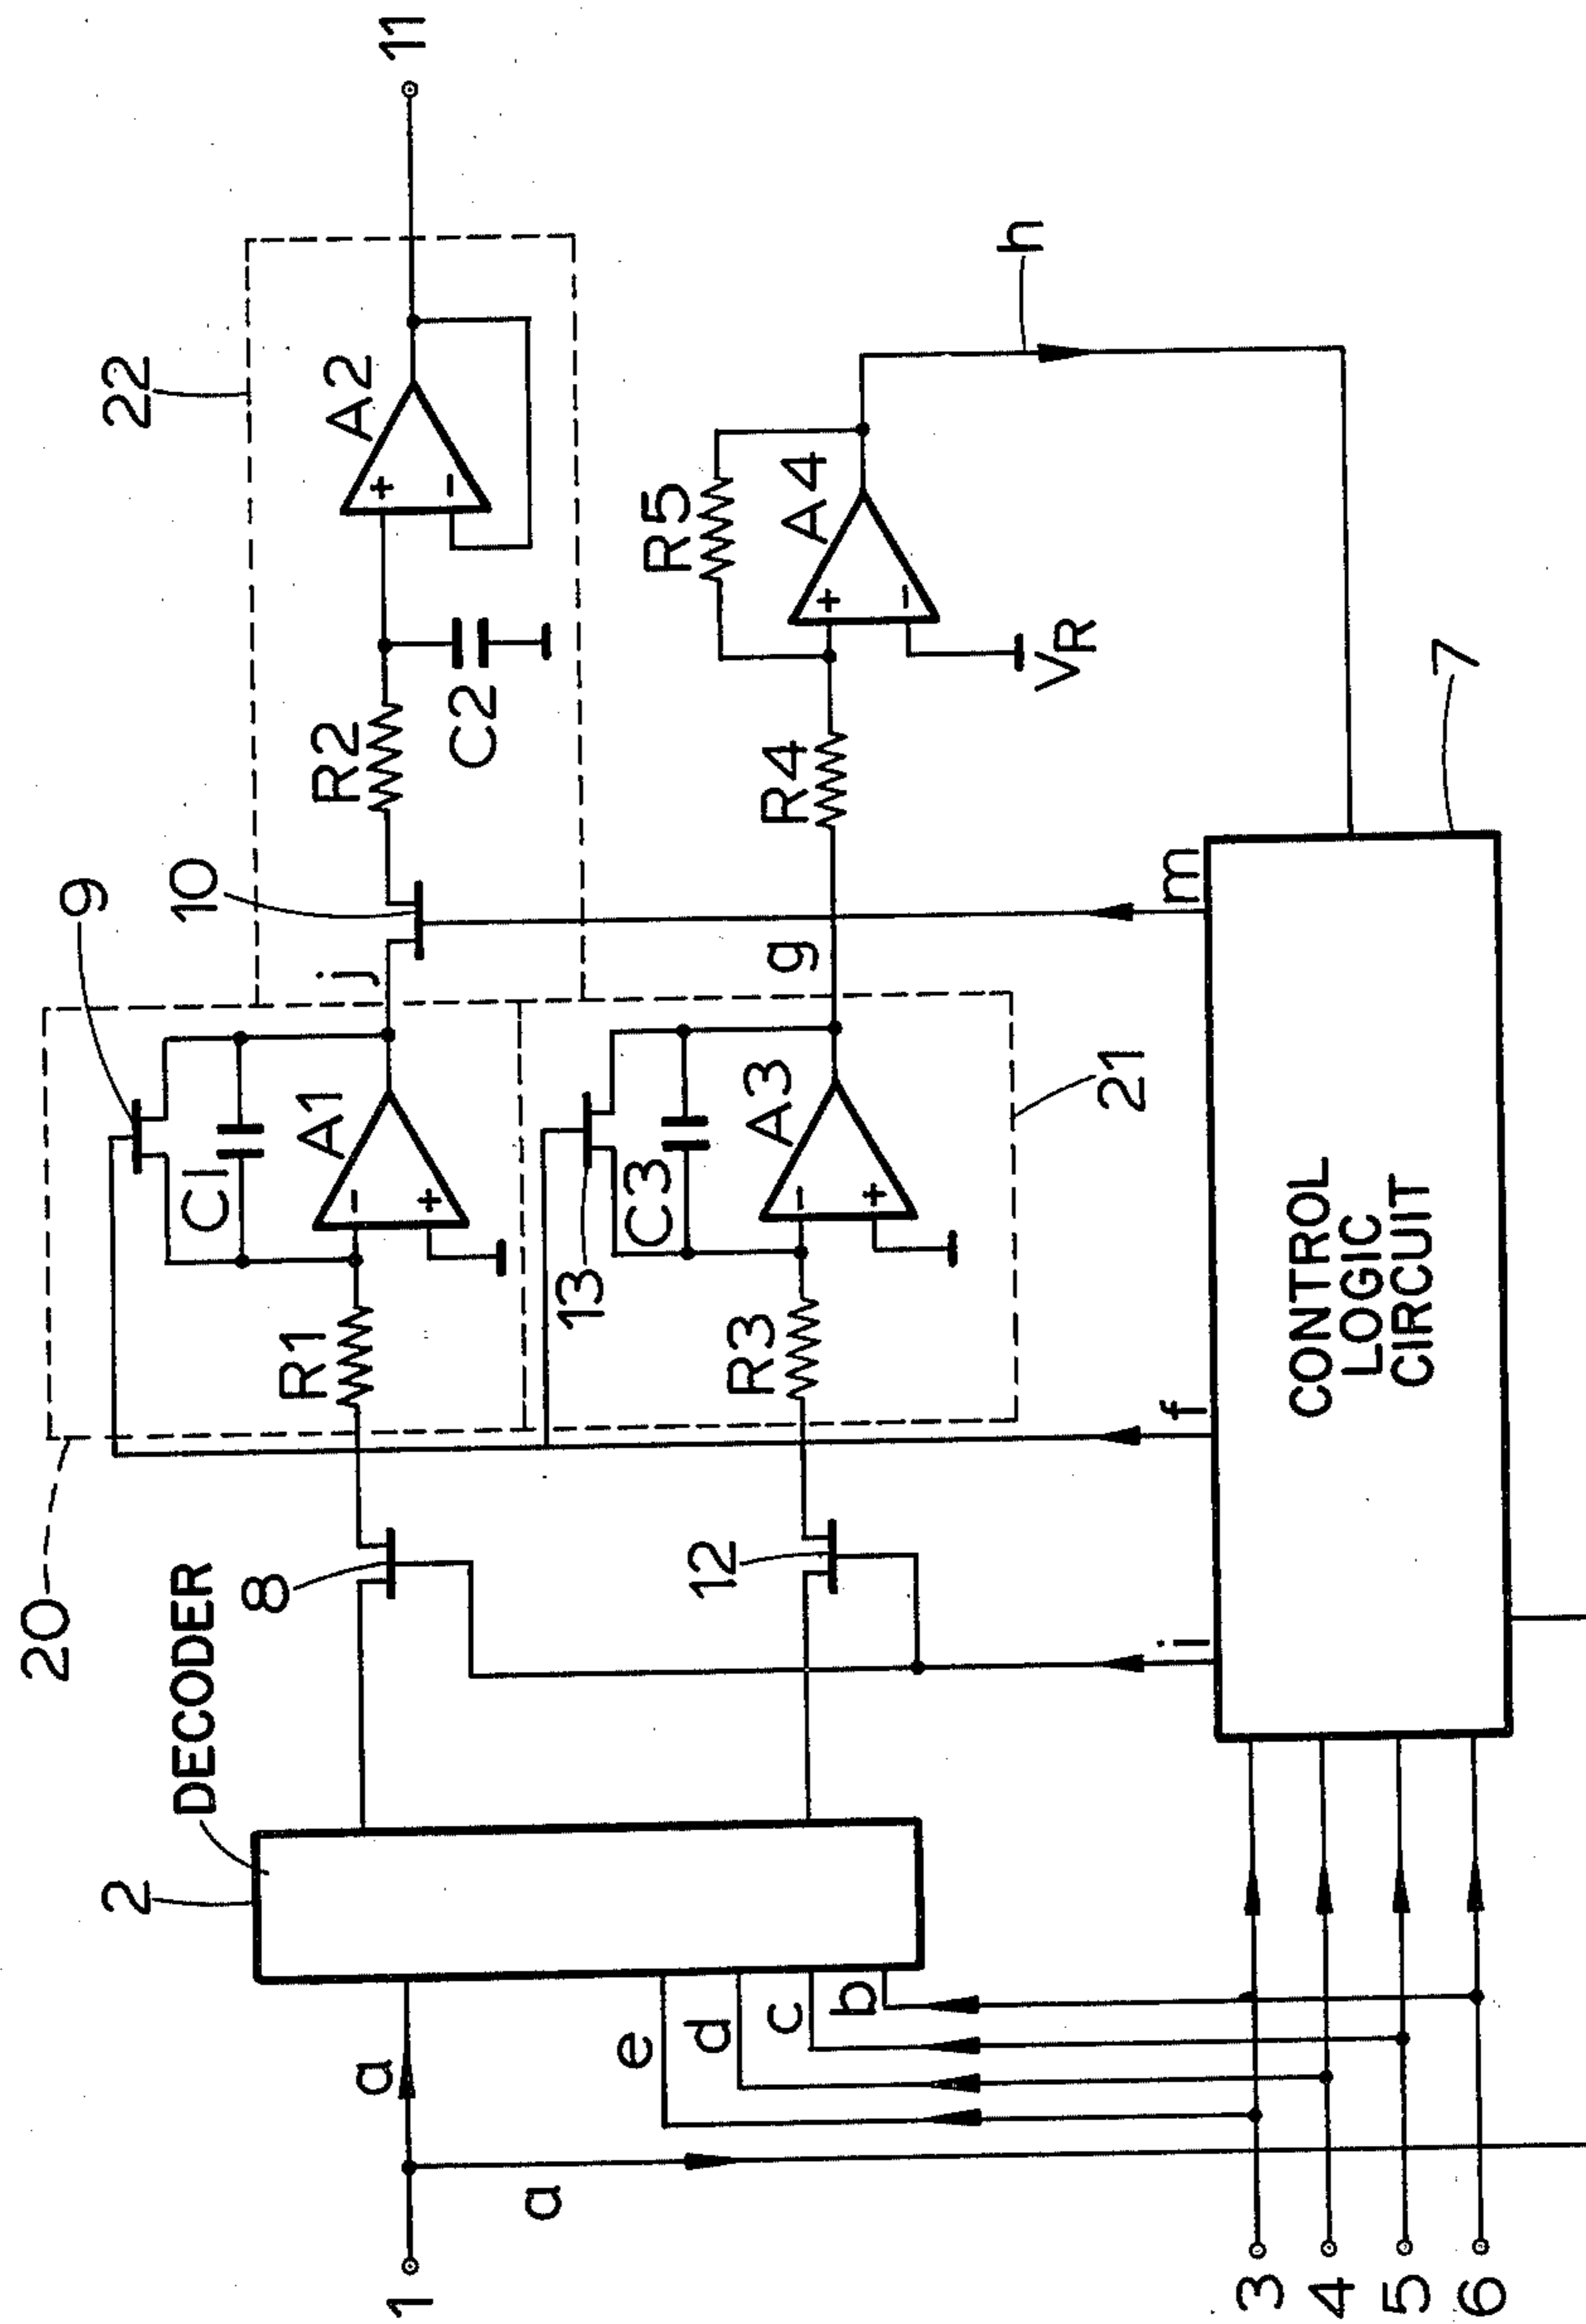 20
9
22
11
DECODER
2
8
R1
C1
A1
j
10
R2
C2
A2
+
-
-
+
1
a
a
e
d
c
b
12
13
R3
C3
A3
-
+
g
21
R4
R5
A4
+
-
VR
h
i
f
m
7
CONTROL
LOGIC
CIRCUIT
3
4
5
6